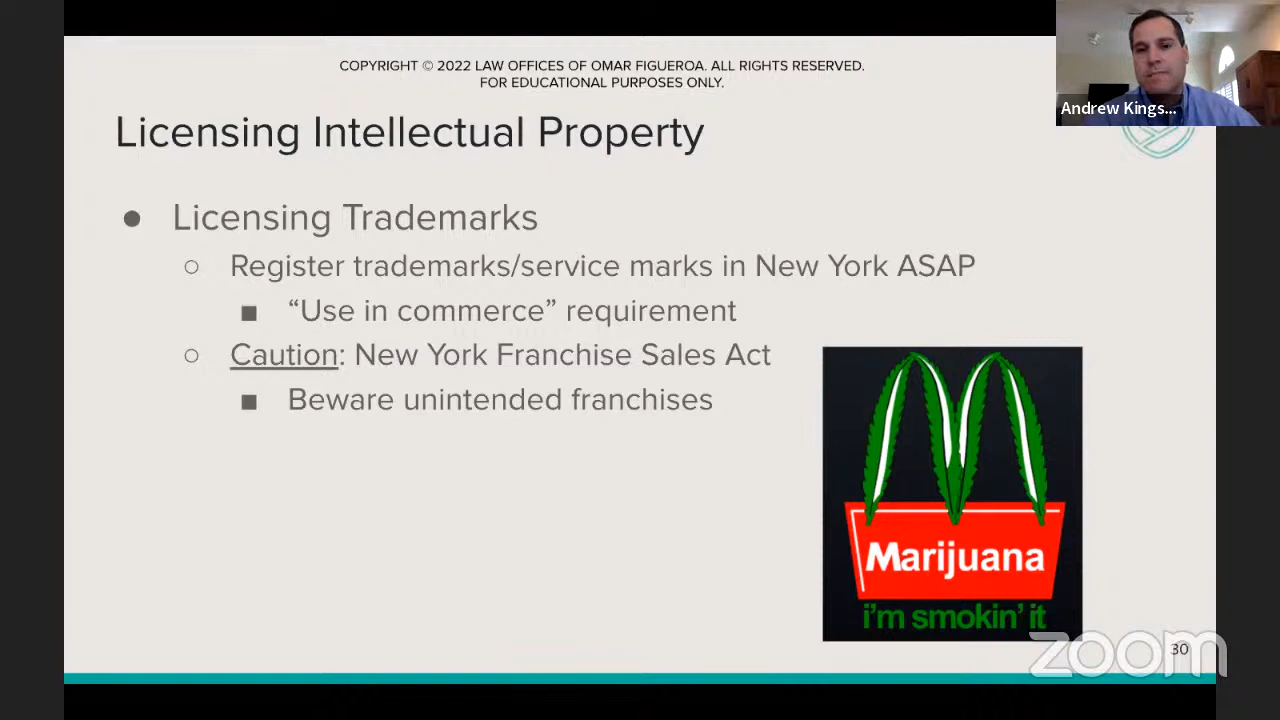 COPYRIGHT © 2022 LAW OFFICES OF OMAR FIGUEROA. ALL RIGHTS RESERVED.
FOR EDUCATIONAL PURPOSES ONLY.
Andrew Kings...
Licensing Intellectual Property
● Licensing Trademarks
○ Register trademarks/service marks in New York ASAP
■ “Use in commerce” requirement
○ Caution: New York Franchise Sales Act
■ Beware unintended franchises
Marijuana
i’m smokin’ it
zoom
30